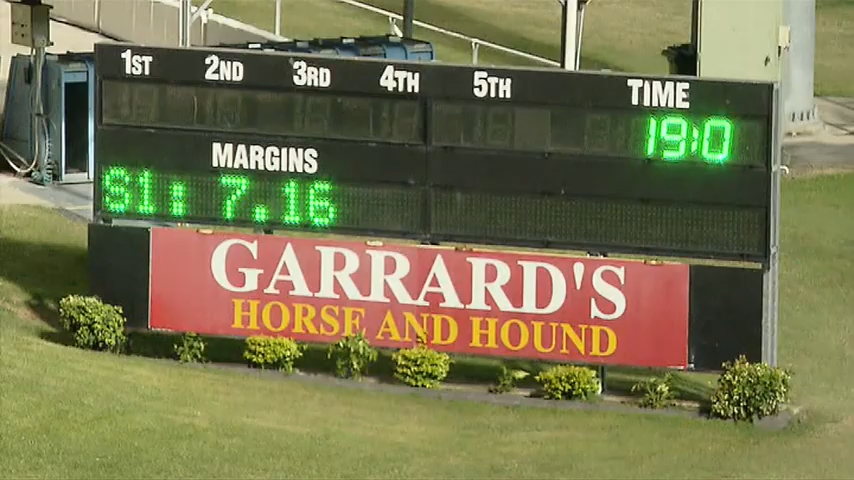 1ST 2ND 3RD 4TH 5TH TIME
19:0
MARGINS
S1: 7.16
GARRARD'S
HORSE AND HOUND